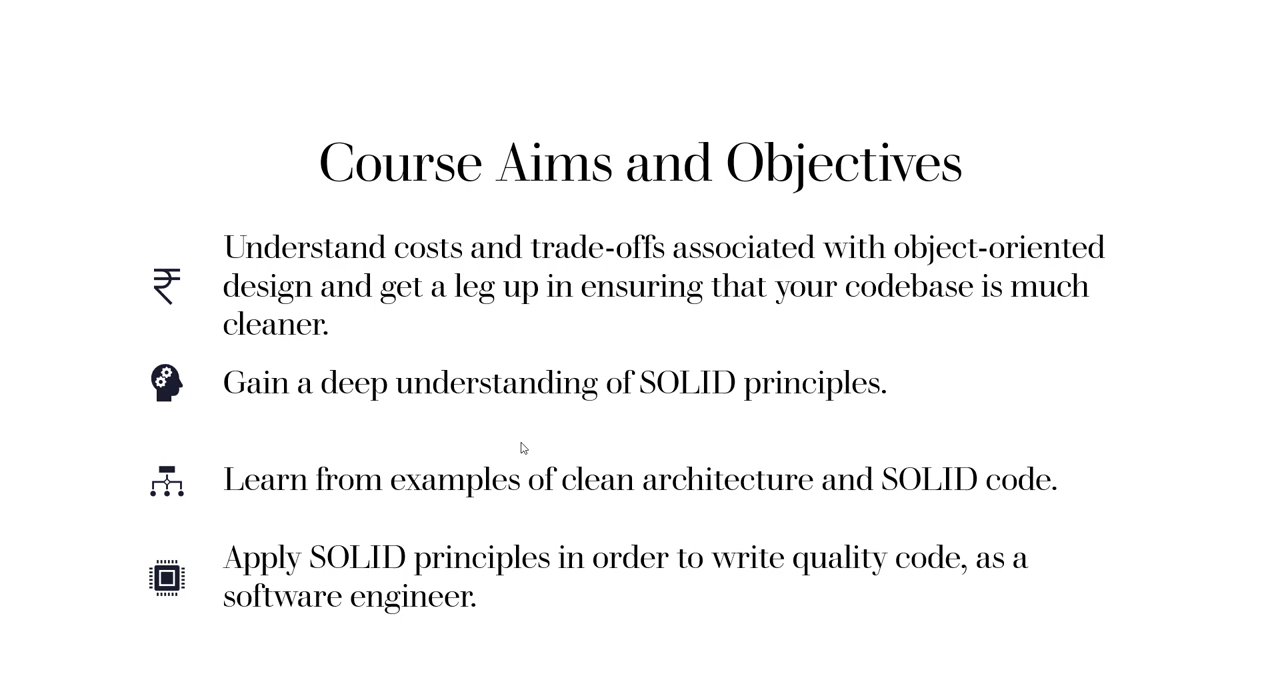 Course Aims and Objectives
Understand costs and trade-offs associated with object-oriented
design and get a leg up in ensuring that your codebase is much
cleaner.
Gain a deep understanding of SOLID principles.
Learn from examples of clean architecture and SOLID code.
Apply SOLID principles in order to write quality code, as a
software engineer.